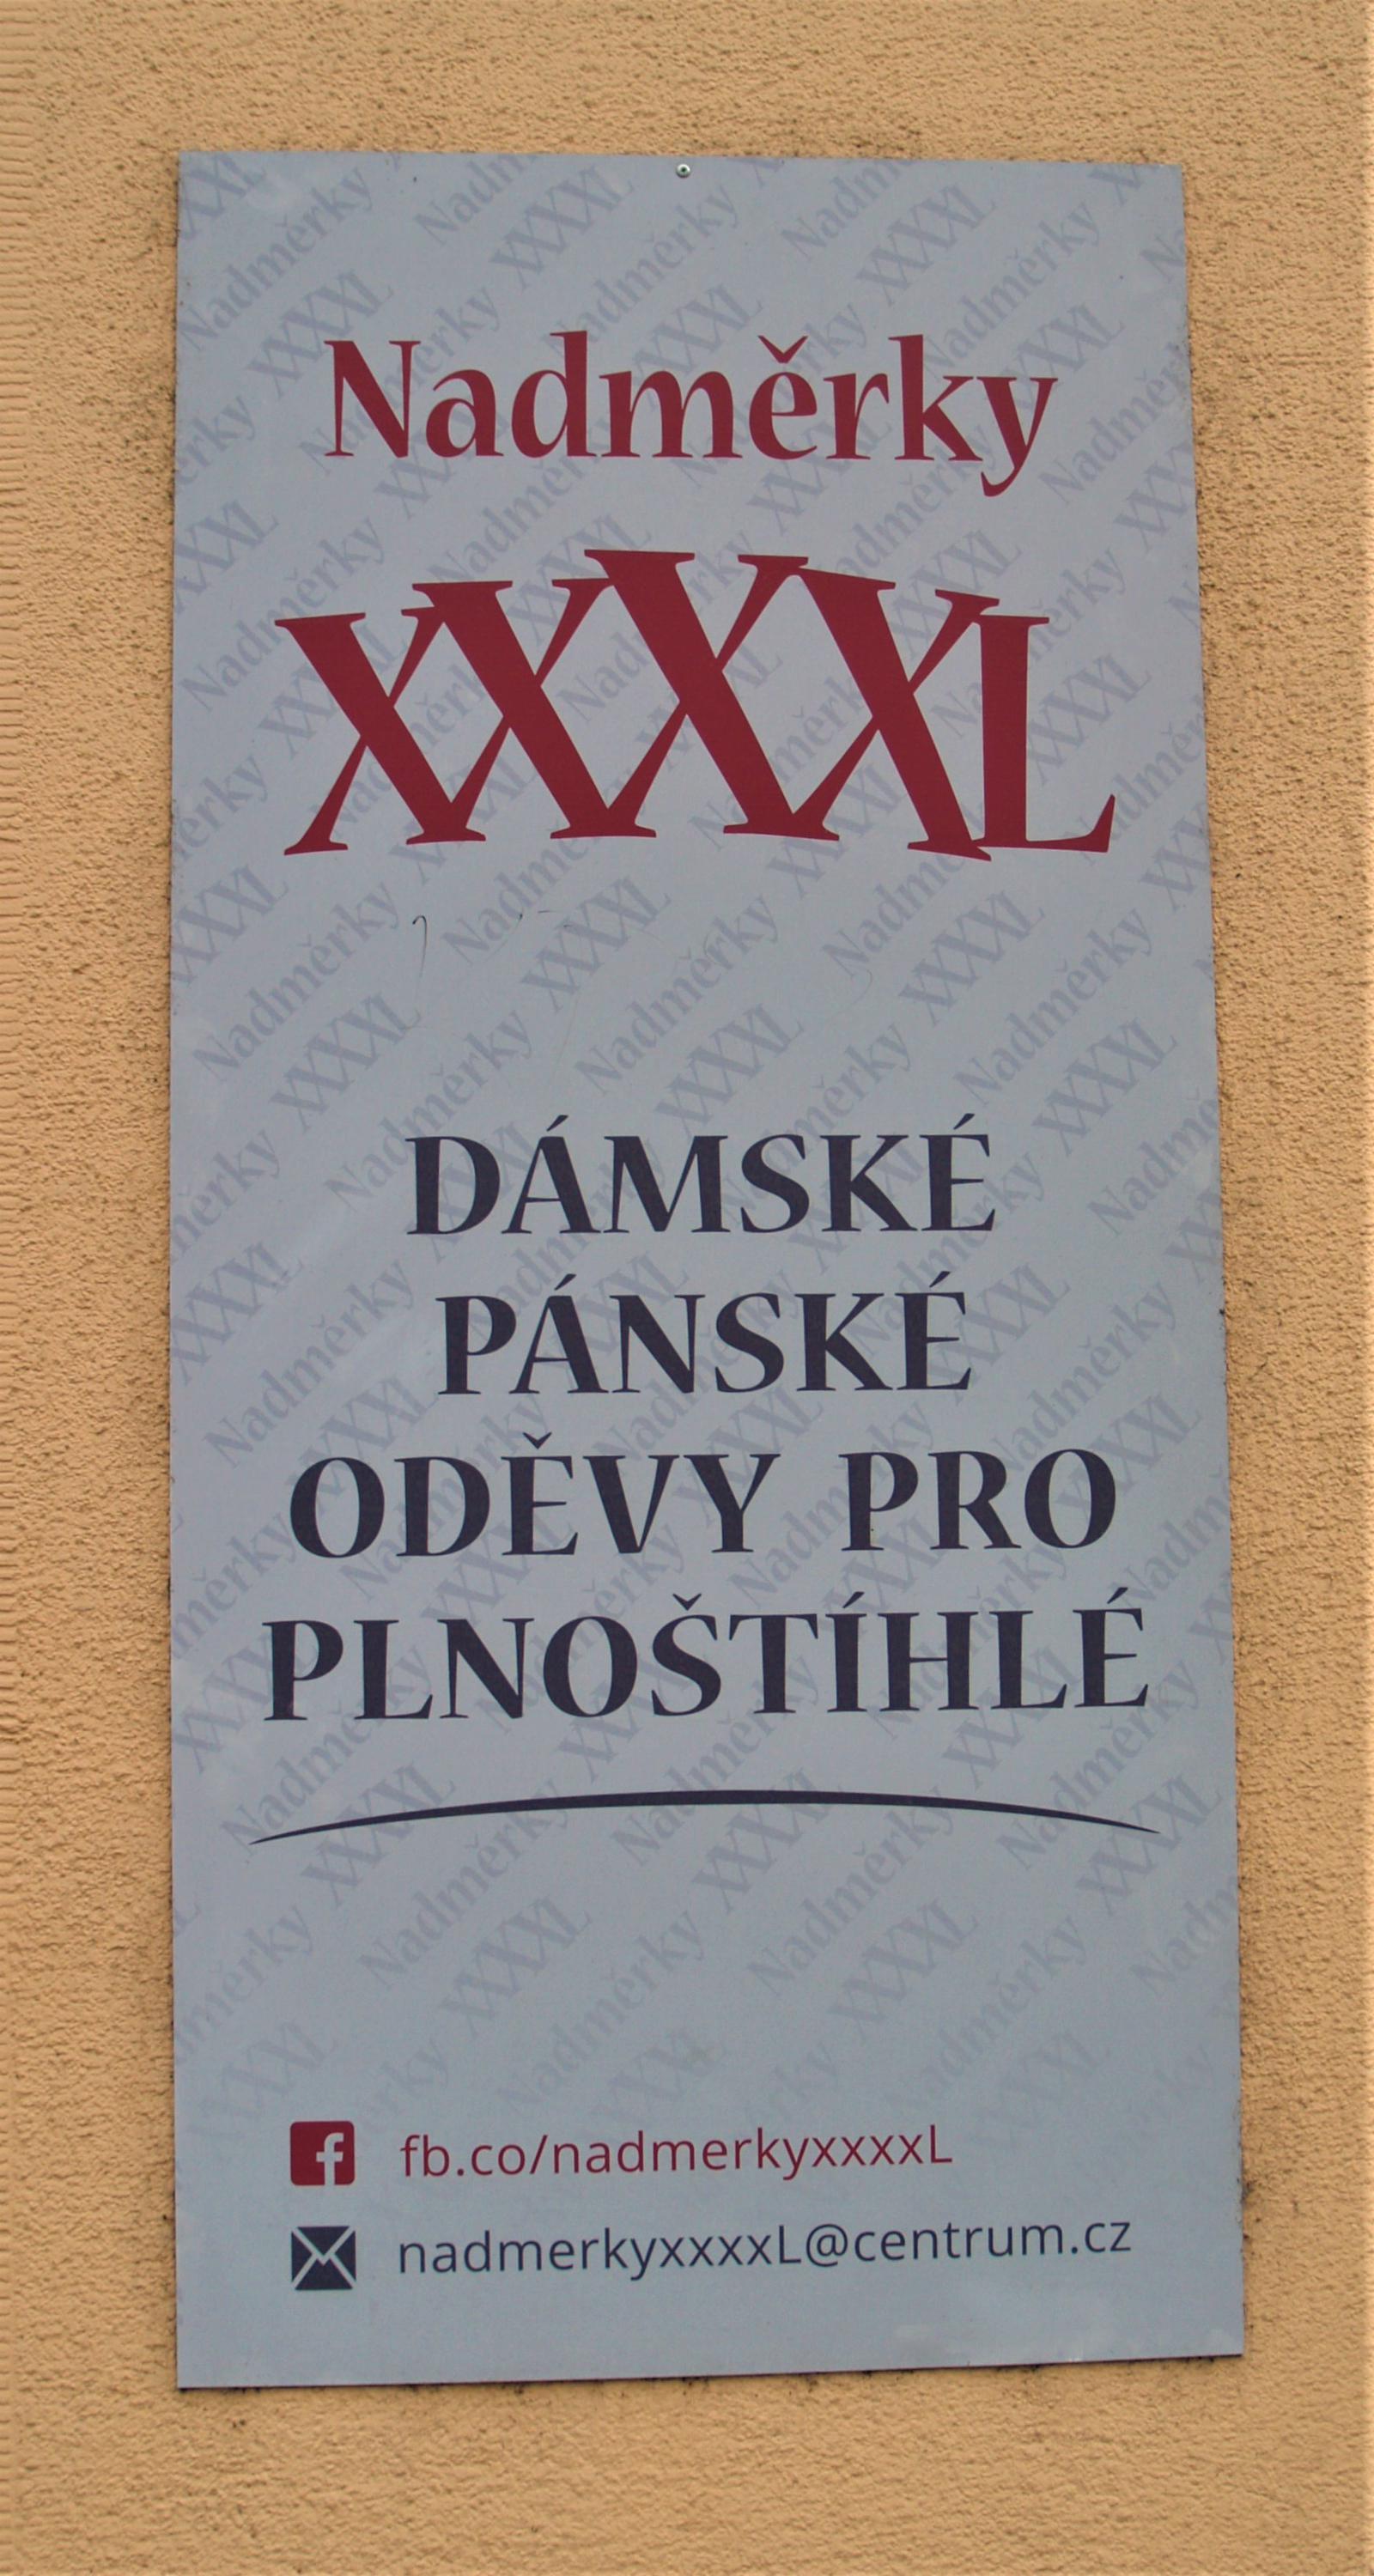 Nadměrky
XXXXL
DÁMSKÉ
PÁNSKÉ
ODĚVY PRO
PLNOŠTÍHLÉ
fb.co/nadmerkyxxxxL
nadmerkyxxxxL@centrum.cz